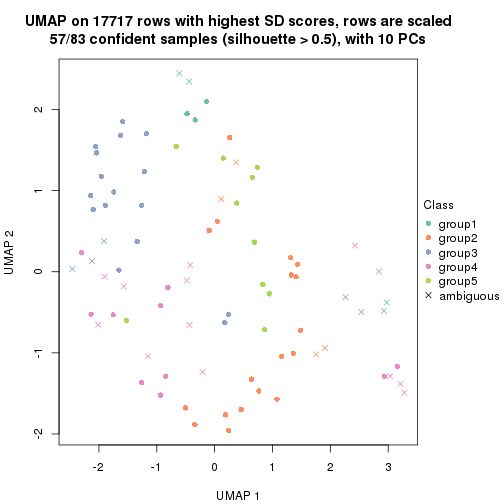 UMAP on 17717 rows with highest SD scores, rows are scaled
57/83 confident samples (silhouette > 0.5), with 10 PCs
UMAP 2
2
1
0
-1
-2
-2
-1
0
1
2
3
UMAP 1
Class
group1
group2
group3
group4
group5
ambiguous